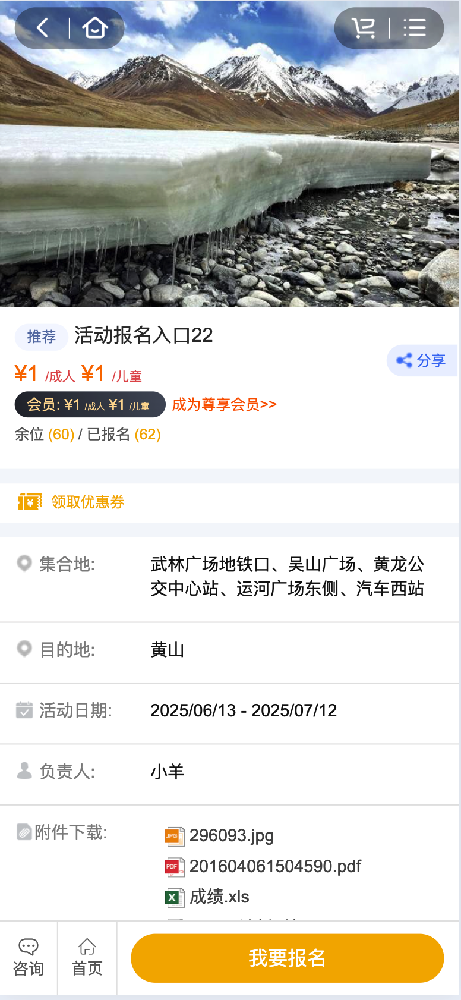 推荐 活动报名入口22
分享
¥1 /成人 ¥1 /儿童
会员: ¥1 /成人 ¥1 /儿童 成为尊享会员>>
余位 (60) / 已报名 (62)
领取优惠券
集合地: 武林广场地铁口、吴山广场、黄龙公
交中心站、运河广场东侧、汽车西站
目的地: 黄山
活动日期: 2025/06/13 - 2025/07/12
负责人: 小羊
附件下载:
JPG 296093.jpg
PDF 201604061504590.pdf
X 成绩.xls
咨询
首页
我要报名